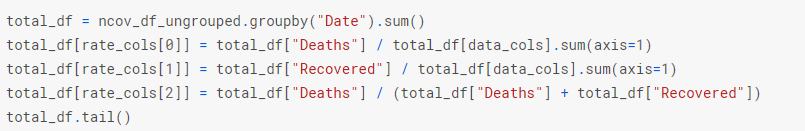 total_df = ncov_df_ungrouped.groupby("Date").sum()
total_df[rate_cols[0]] = total_df["Deaths"] / total_df[data_cols].sum(axis=1)
total_df[rate_cols[1]] = total_df["Recovered"] / total_df[data_cols].sum(axis=1)
total_df[rate_cols[2]] = total_df["Deaths"] / (total_df["Deaths"] + total_df["Recovered"])
total_df.tail()